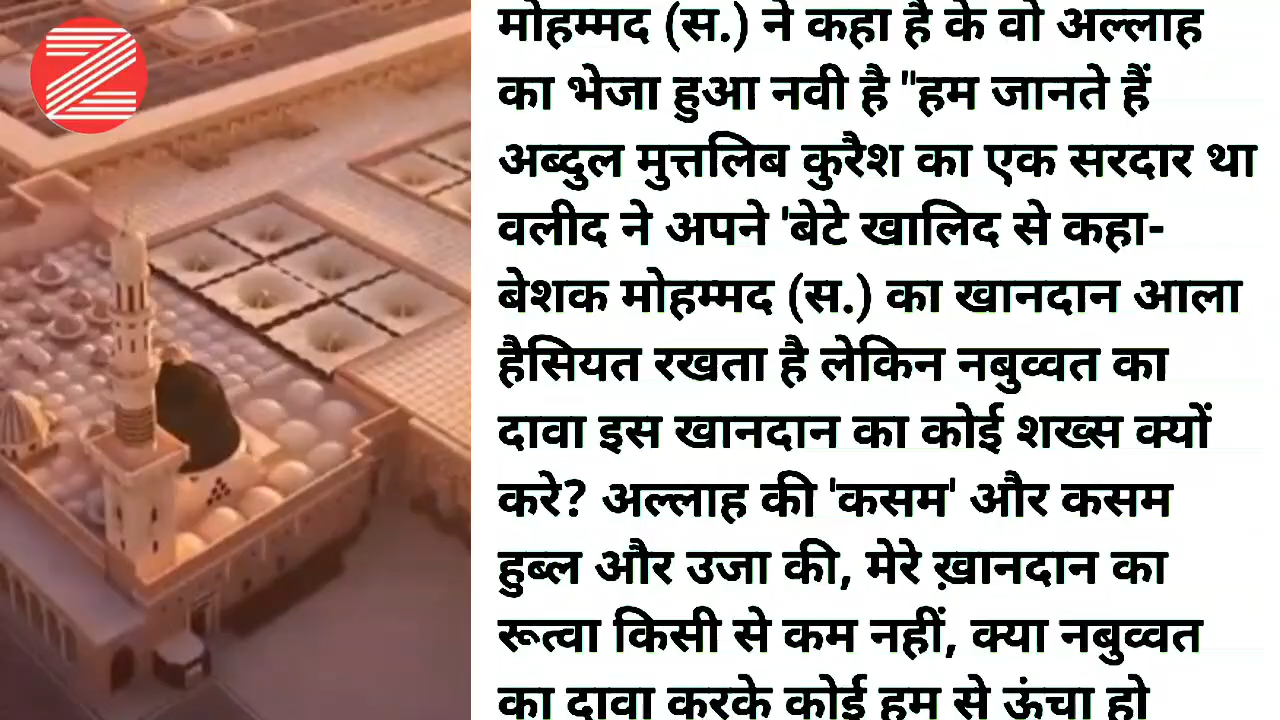 मोहम्मद (स.) ने कहा है के वो अल्लाह
का भेजा हुआ नवी है "हम जानते हैं
अब्दुल मुत्तलिब कुरैश का एक सरदार था
वलीद ने अपने 'बेटे खालिद से कहा-
बेशक मोहम्मद (स.) का खानदान आला
हैसियत रखता है लेकिन नबुव्वत का
दावा इस खानदान का कोई शख्स क्यों
करे? अल्लाह की 'कसम' और कसम
हुब्ल और उजा की, मेरे ख़ानदान का
रूत्वा किसी से कम नहीं, क्या नबुव्वत
का दावा करके कोई हम से ऊंचा हो